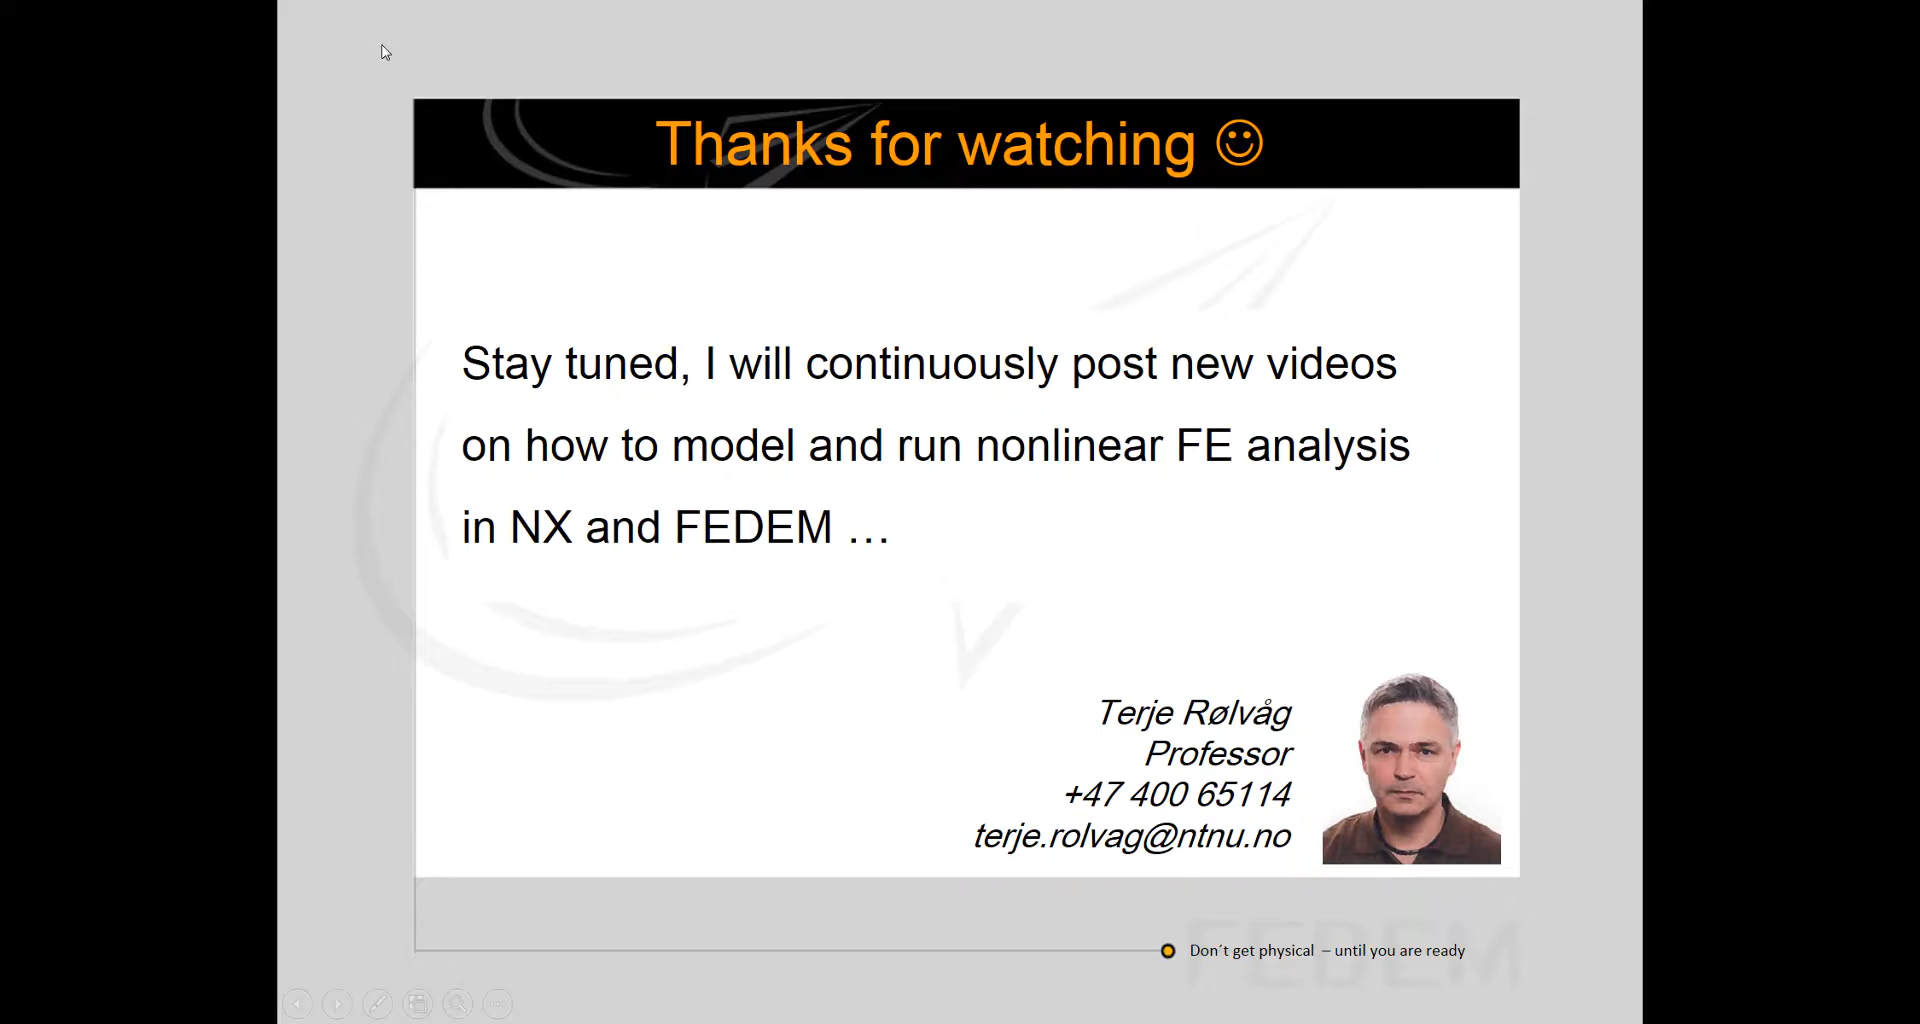 Thanks for watching ☺
Stay tuned, I will continuously post new videos
on how to model and run nonlinear FE analysis
in NX and FEDEM …
Terje Rølvåg
Professor
+47 400 65114
terje.rolvag@ntnu.no
FEDEM
Don´t get physical – until you are ready